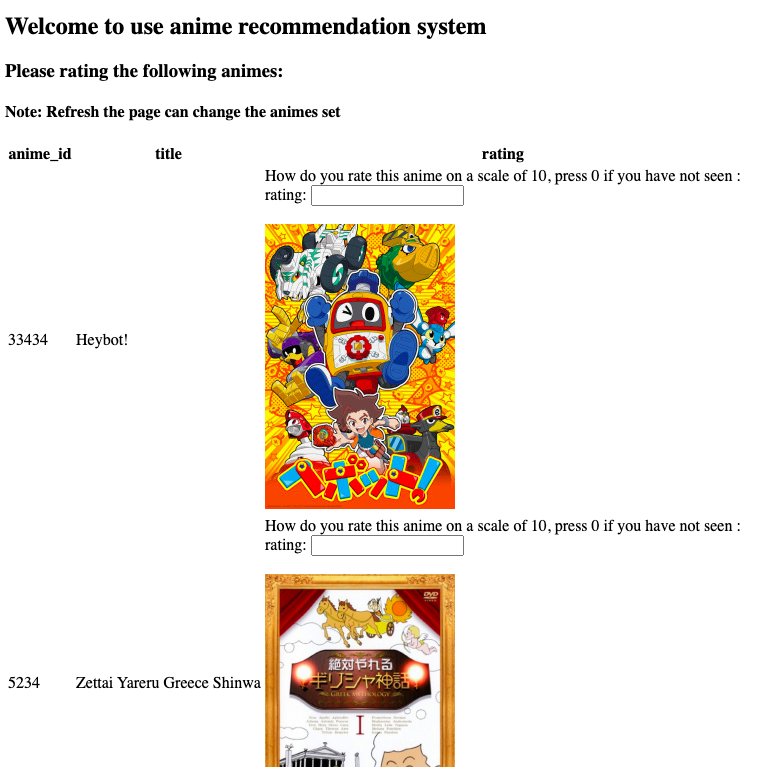 Welcome to use anime recommendation system
Please rating the following animes:
Note: Refresh the page can change the animes set
anime_id title rating
How do you rate this anime on a scale of 10, press 0 if you have not seen :
rating:
33434 Heybot!
ヘボット!
How do you rate this anime on a scale of 10, press 0 if you have not seen :
rating:
DVD
絶対やれる
5234 Zettai Yareru Greece Shinwa
ギリシャ神話
GREEK MYTHOLOGY
I